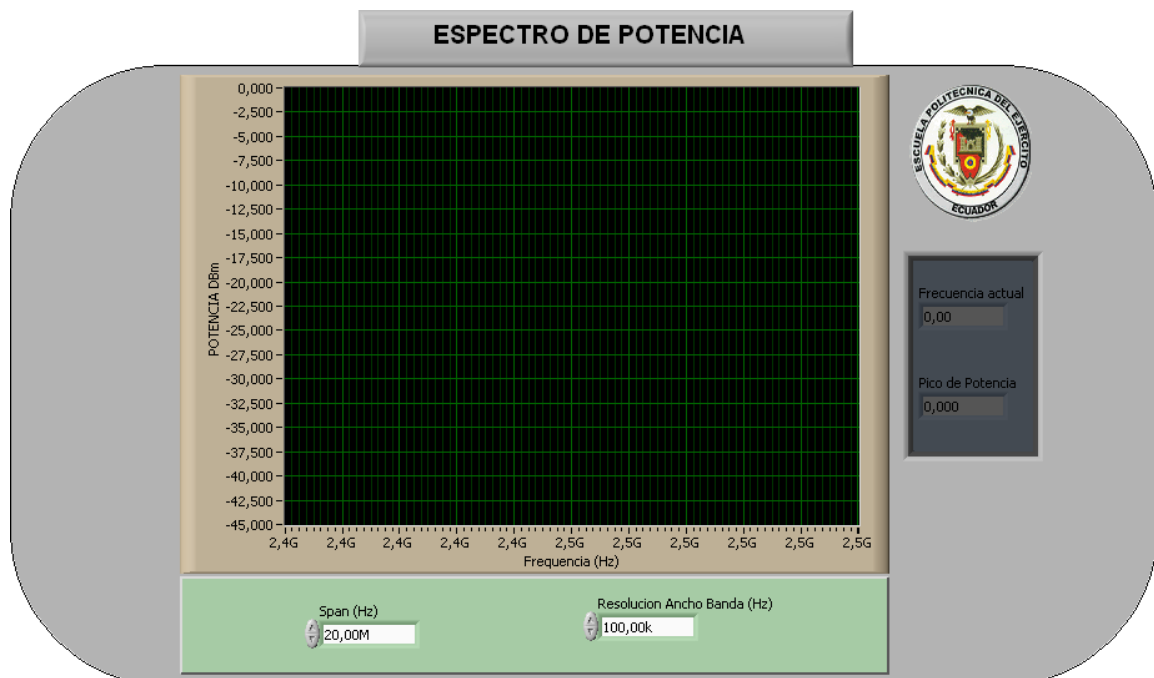 ESPECTRO DE POTENCIA
0,000
-2,500
-5,000
-7,500
-10,000
-12,500
-15,000
-17,500
-20,000
-22,500
-25,000
-27,500
-30,000
-32,500
-35,000
-37,500
-40,000
-42,500
-45,000
POTENCIA DBm
2,4G 2,4G 2,4G 2,4G 2,4G 2,5G 2,5G 2,5G 2,5G 2,5G 2,5G
Frequencia (Hz)
ESCUELA POLITECNICA DEL EJERCITO
ECUADOR
Frecuencia actual
0,00
Pico de Potencia
0,000
Span (Hz)
20,00M
Resolucion Ancho Banda (Hz)
100,00k